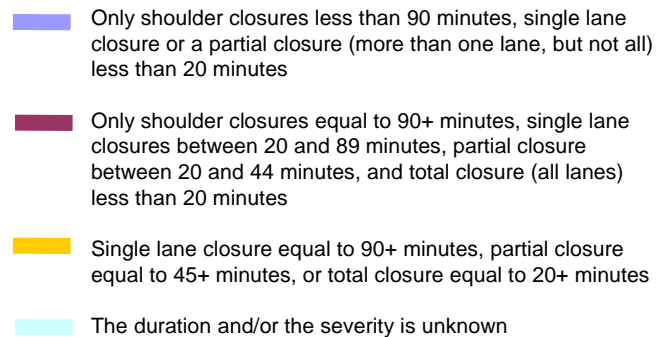 Only shoulder closures less than 90 minutes, single lane
closure or a partial closure (more than one lane, but not all)
less than 20 minutes
Only shoulder closures equal to 90+ minutes, single lane
closures between 20 and 89 minutes, partial closure
between 20 and 44 minutes, and total closure (all lanes)
less than 20 minutes
Single lane closure equal to 90+ minutes, partial closure
equal to 45+ minutes, or total closure equal to 20+ minutes
The duration and/or the severity is unknown